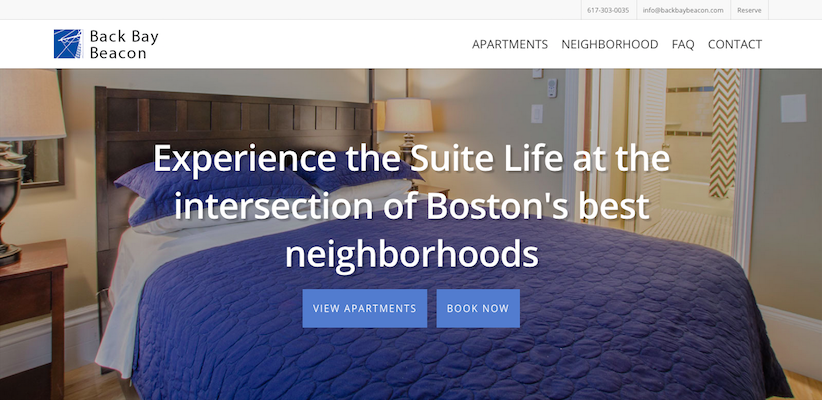 617-303-0035
info@backbaybeacon.com
Reserve
Back Bay
Beacon
APARTMENTS NEIGHBORHOOD FAQ CONTACT
Experience the Suite Life at the
intersection of Boston's best
neighborhoods
VIEW APARTMENTS
BOOK NOW